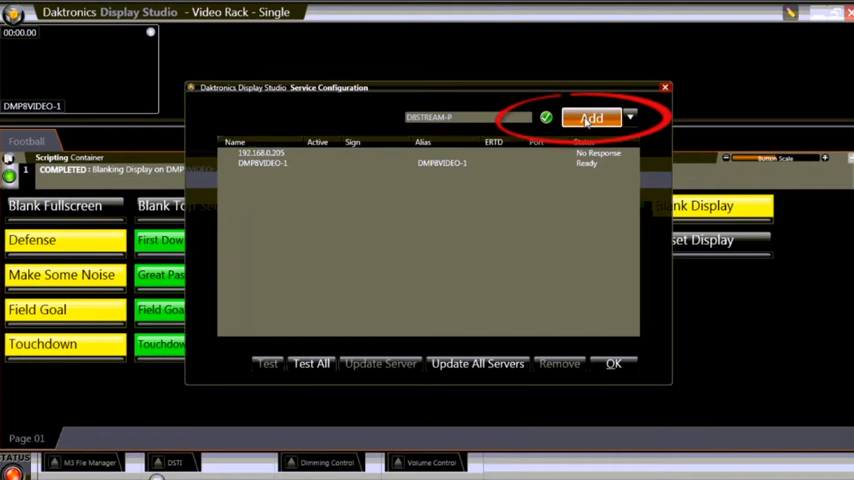 Daktronics Display Studio - Video Rack - Single
00:00.00
DMP8VIDEO-1
Daktronics Display Studio Service Configuration
Add
Name Active Sign Alias ERTD Port Status
192.168.0.205 No Response
DMP8VIDEO-1 DMP8VIDEO-1 Ready
Football
Scripting Container
1 COMPLETED : Blanking Display on DMP
Button Scale
Blank Fullscreen
Blank
Blank Display
Defense
First Dow
set Display
Make Some Noise
Great Pas
Field Goal
Field Goa
Touchdown
Touchdow
Test Test All Update Server Update All Servers Remove OK
Page 01
STATUS
M3 File Manager DSTI Dimming Control Volume Control